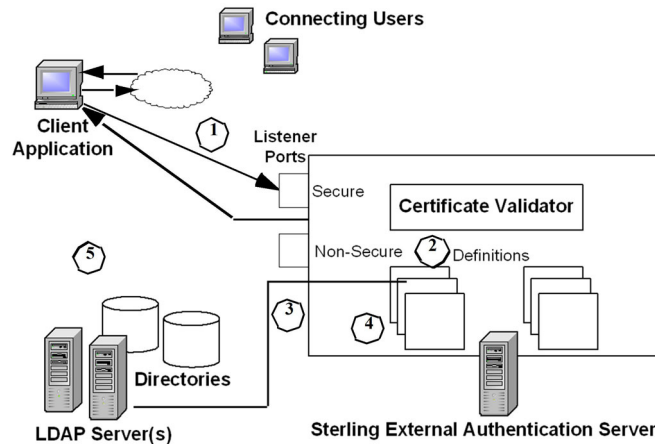 Connecting Users
Client
Application
1
Listener
Ports
Secure
Certificate Validator
Non-Secure
2
Definitions
5
3
4
Directories
LDAP Server(s)
Sterling External Authentication Server